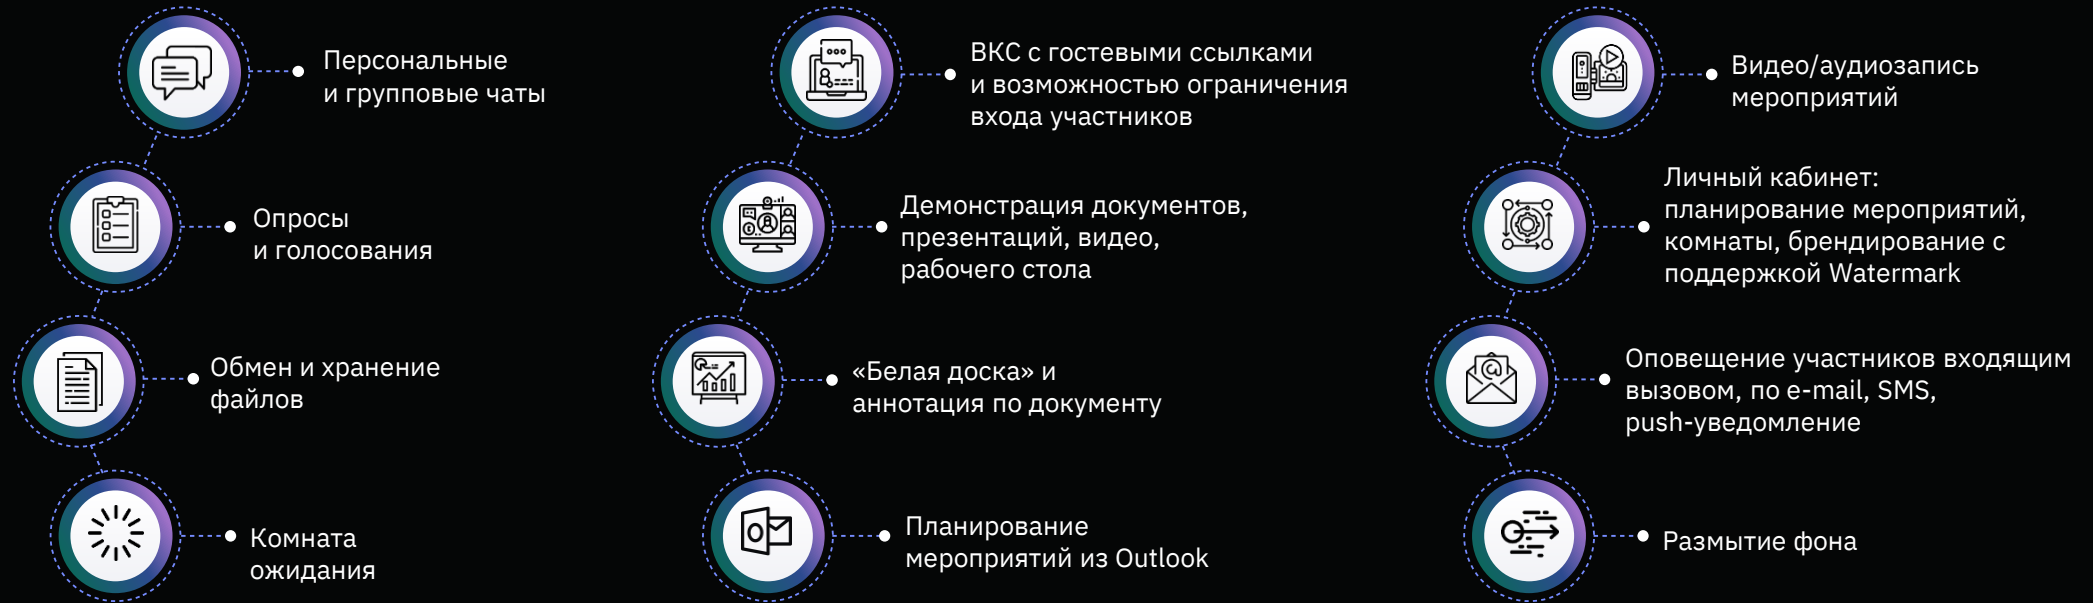 Персональные
и групповые чаты
Опросы
и голосования
Обмен и хранение
файлов
Комната
ожидания
ВКС с гостевыми ссылками
и возможностью ограничения
входа участников
Демонстрация документов,
презентаций, видео,
рабочего стола
«Белая доска» и
аннотация по документу
Планирование
мероприятий из Outlook
Видео/аудиозапись
мероприятий
Личный кабинет:
планирование мероприятий,
комнаты, брендирование с
поддержкой Watermark
Оповещение участников входящим
вызовом, по e-mail, SMS,
push-уведомление
Размытие фона